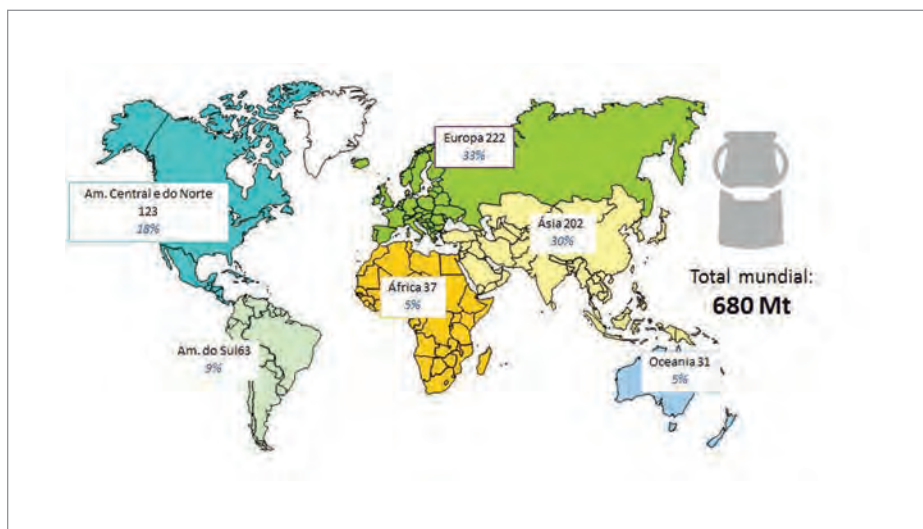 Europa 222
33%
Am. Central e do Norte
123
18%
Ásia 202
30%
Total mundial:
680 Mt
África 37
5%
Am. do Sul63
9%
Oceania 31
5%